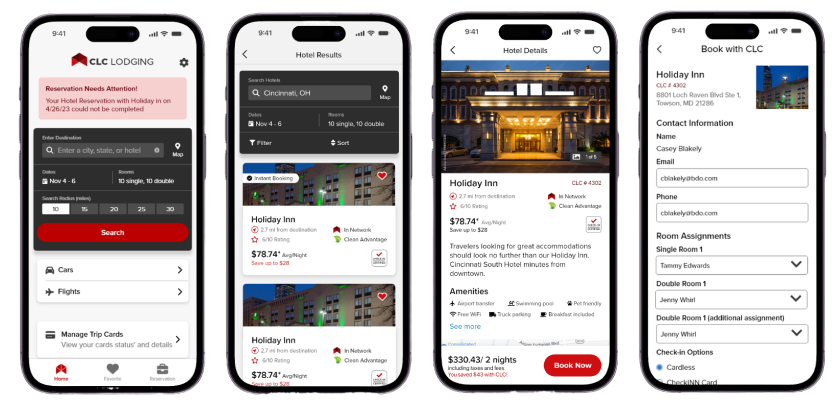 9:41
CLC LODGING
Reservation Needs Attention!
Your Hotel Reservation with Holiday in on
4/26/23 could not be completed
Enter Destination
Enter a city, state, or hotel
Map
Dates
Rooms
Nov 4 - 6
10 single, 10 double
Search Radius (miles)
10 15 20 25 30
Search
Cars
Flights
Manage Trip Cards
View your cards status' and details
Home
Favorite
Reservation
9:41
Hotel Results
Search Hotels
Cincinnati, OH
Map
Dates
Rooms
Nov 4 - 6
10 single, 10 double
Filter
Sort
Instant Booking
Holiday Inn
2.7 mi from destination
In Network
6/10 Rating
Clean Advantage
$78.74* Avg/Night
Save up to $28
Holiday Inn
2.7 mi from destination
In Network
6/10 Rating
Clean Advantage
$78.74* Avg/Night
Save up to $28
9:41
Hotel Details
1 of 5
Holiday Inn
CLC# 4302
2.7 mi from destination
In Network
6/10 Rating
Clean Advantage
$78.74* Avg/Night
Save up to $28
Travelers looking for great accommodations
should look no further than our Holiday Inn,
Cincinnati South Hotel minutes from
downtown.
Amenities
Airport transfer
Swimming pool
Pet friendly
Free WiFi
Truck parking
Breakfast included
See more
$330.43/ 2 nights
including taxes and fees
You saved $43 with CLC!
Book Now
9:41
Book with CLC
Holiday Inn
CLC # 4302
8801 Loch Raven Blvd Ste 1,
Towson, MD 21286
Contact Information
Name
Casey Blakely
Email
cblakely@bdo.com
Phone
cblakely@bdo.com
Room Assignments
Single Room 1
Tammy Edwards
Double Room 1
Jenny Whirl
Double Room 1 (additional assignment)
Jenny Whirl
Check-in Options
Cardless
CheckINN Card